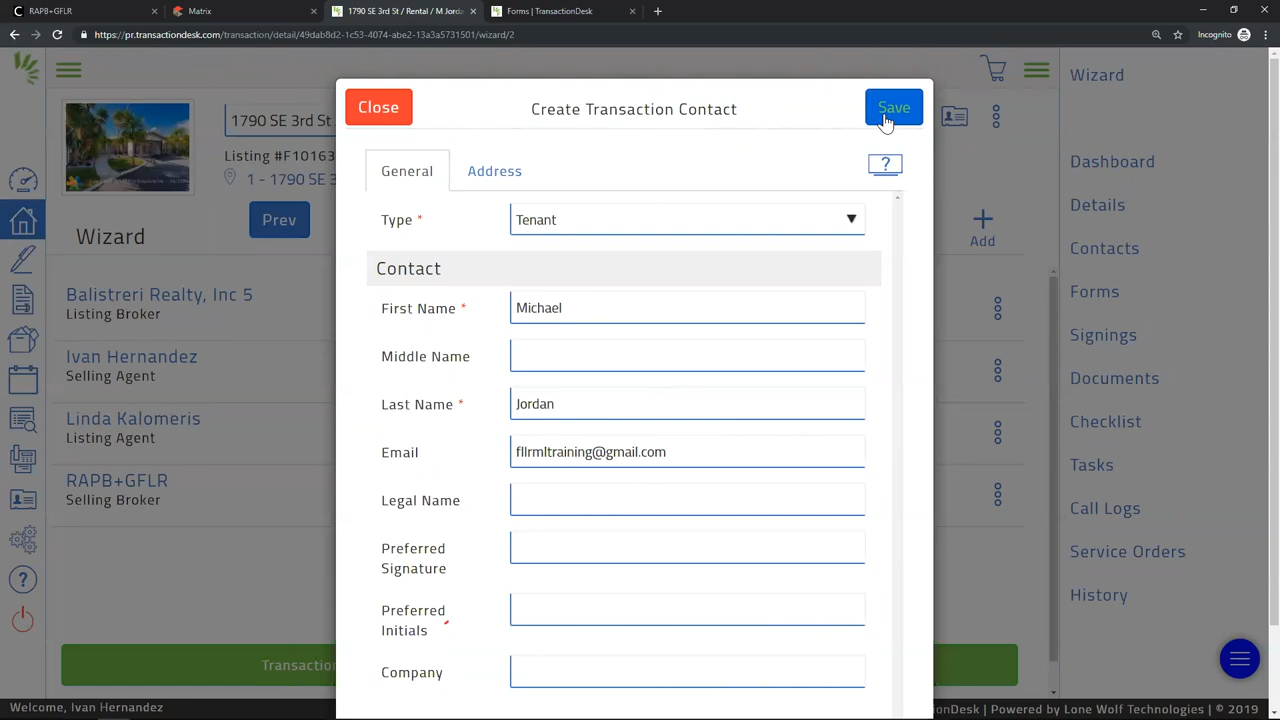 RAPB+GFLR
Matrix
1790 SE 3rd St / Rental / M Jorda
Forms | TransactionDesk
https://pr.transactiondesk.com/transaction/detail/49dab8d2-1c53-4074-abe2-13a3a5731501/wizard/2
Incognito
1790 SE 3rd St
Listing #F10163
1 - 1790 SE 3
Prev
Wizard
Add
Balistreri Realty, Inc 5
Listing Broker
Ivan Hernandez
Selling Agent
Linda Kalomeris
Listing Agent
RAPB+GFLR
Selling Broker
Transaction
Close
Create Transaction Contact
Save
General
Address
?
Type *
Tenant
Contact
First Name *
Michael
Middle Name
Last Name *
Jordan
Email
fllrmltraining@gmail.com
Legal Name
Preferred
Signature
Preferred
Initials
Company
Wizard
Dashboard
Details
Contacts
Forms
Signings
Documents
Checklist
Tasks
Call Logs
Service Orders
History
Welcome, Ivan Hernandez
ionDesk | Powered by Lone Wolf Technologies | © 2019